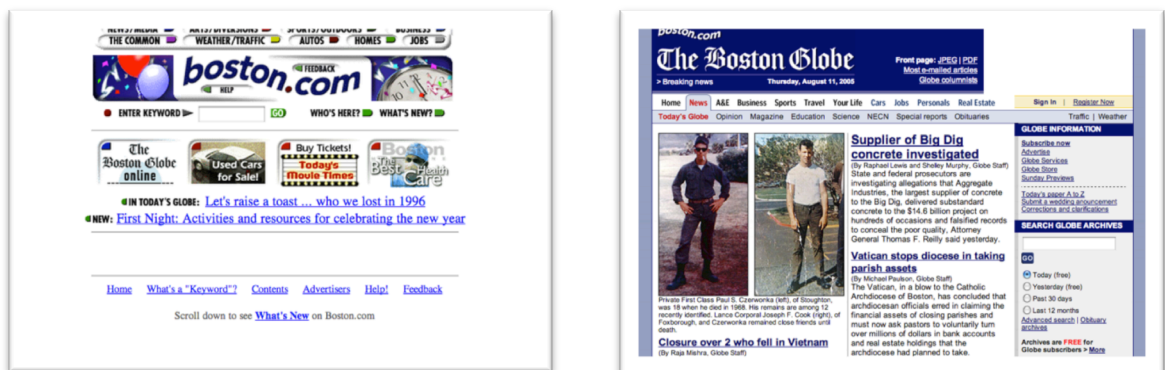 NEWS/MEDIA ARTS/DIVERSIONS SPORTS/OUTDOORS BUSINESS
THE COMMON WEATHER/TRAFFIC AUTOS HOMES JOBS
FEEDBACK
boston.com
HELP
ENTER KEYWORD GO WHO'S HERE? WHAT'S NEW?
The Boston Globe online
Used Cars for Sale!
Buy Tickets! Today's Movie Times
Boston The Best Health Care
IN TODAY'S GLOBE: Let's raise a toast ... who we lost in 1996
NEW: First Night: Activities and resources for celebrating the new year
Home What's a "Keyword"? Contents Advertisers Help! Feedback
Scroll down to see What's New on Boston.com
boston.com
The Boston Globe
> Breaking news Thursday, August 11, 2005
Front page: JPEG | PDF
Most e-mailed articles
Globe columnists
Home News A&E Business Sports Travel Your Life Cars Jobs Personals Real Estate
Sign In | Register Now
Today's Globe Opinion Magazine Education Science NECN Special reports Obituaries
Traffic | Weather
Private First Class Paul S. Czerwonka (left), of Stoughton,
was 18 when he died in 1968. His remains are among 12
recently identified. Lance Corporal Joseph F. Cook (right), of
Foxborough, and Czerwonka remained close friends until
death.
Closure over 2 who fell in Vietnam
(By Raja Mishra, Globe Staff)
Supplier of Big Dig
concrete investigated
(By Raphael Lewis and Shelley Murphy, Globe Staff)
State and federal prosecutors are
investigating allegations that Aggregate
Industries, the largest supplier of concrete
to the Big Dig, delivered substandard
concrete to the $14.6 billion project on
hundreds of occasions and falsified records
to conceal the poor quality, Attorney
General Thomas F. Reilly said yesterday.
Vatican stops diocese in taking
parish assets
(By Michael Paulson, Globe Staff)
The Vatican, in a blow to the Catholic
Archdiocese of Boston, has concluded that
archdiocesan officials erred in claiming the
financial assets of closing parishes and
must now ask pastors to voluntarily turn
over millions of dollars in bank accounts
and real estate holdings that the
archdiocese had planned to take.
GLOBE INFORMATION
Subscribe now
Advertise
Globe Services
Globe Store
Sunday Previews
Today's paper A to Z
Submit a wedding anouncement
Corrections and clarifications
SEARCH GLOBE ARCHIVES
GO
Today (free)
Yesterday (free)
Past 30 days
Last 12 months
Advanced search | Obituary
archives
Archives are FREE for
Globe subscribers > More